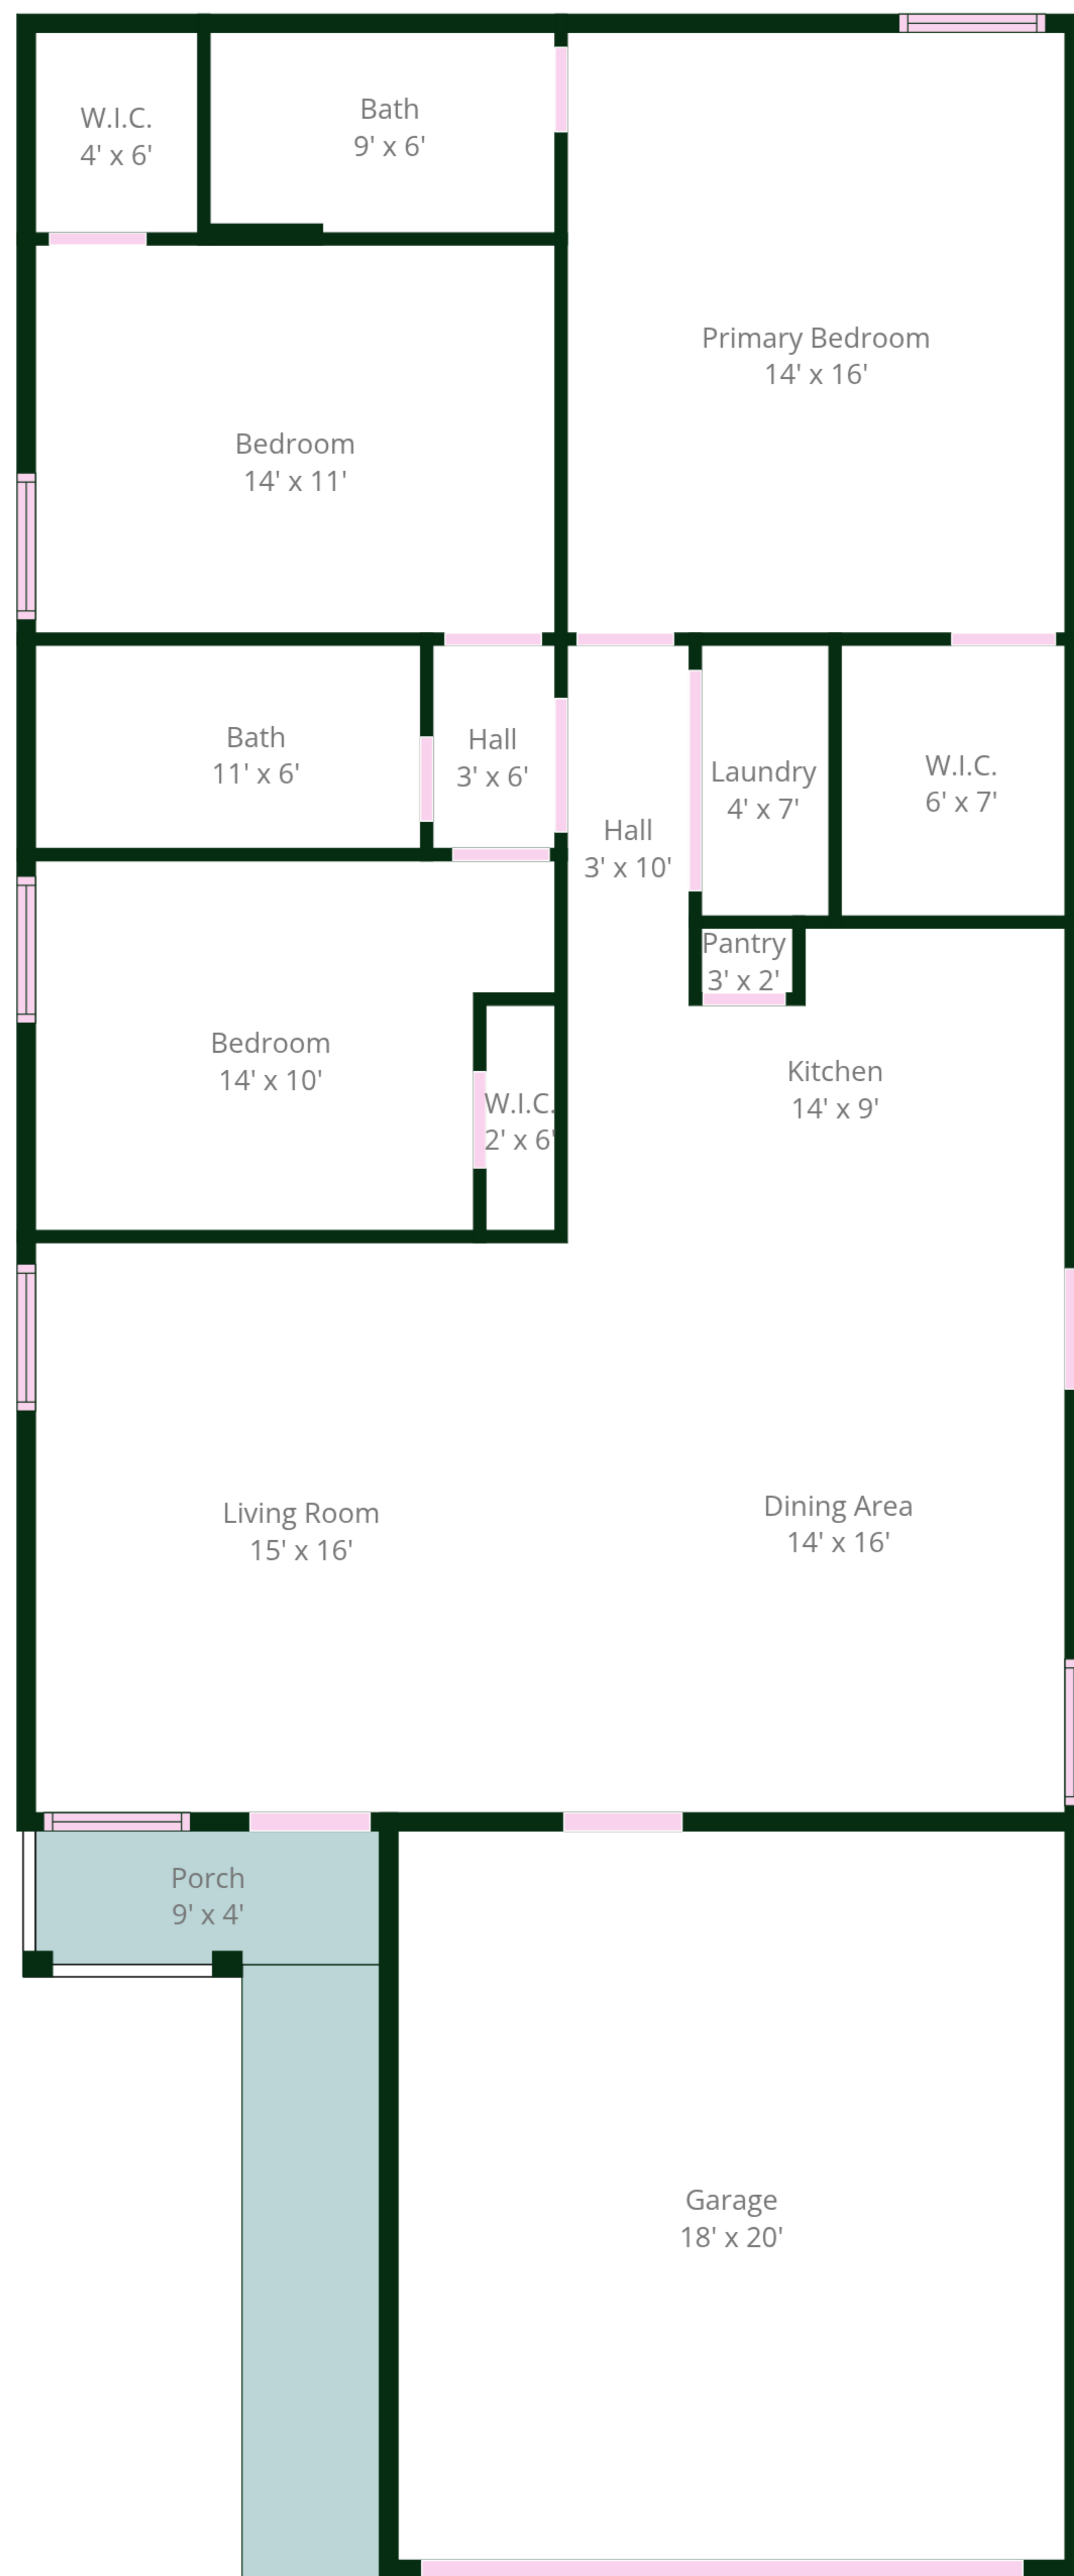 W.I.C.
4' x 6'
Bath
9' x 6'
Primary Bedroom
14' x 16'
Bedroom
14' x 11'
Bath
11' x 6'
Hall
3' x 6'
Hall
3' x 10'
Laundry
4' x 7'
W.I.C.
6' x 7'
Pantry
3' x 2'
Bedroom
14' x 10'
W.I.C.
2' x 6'
Kitchen
14' x 9'
Living Room
15' x 16'
Dining Area
14' x 16'
Porch
9' x 4'
Garage
18' x 20'